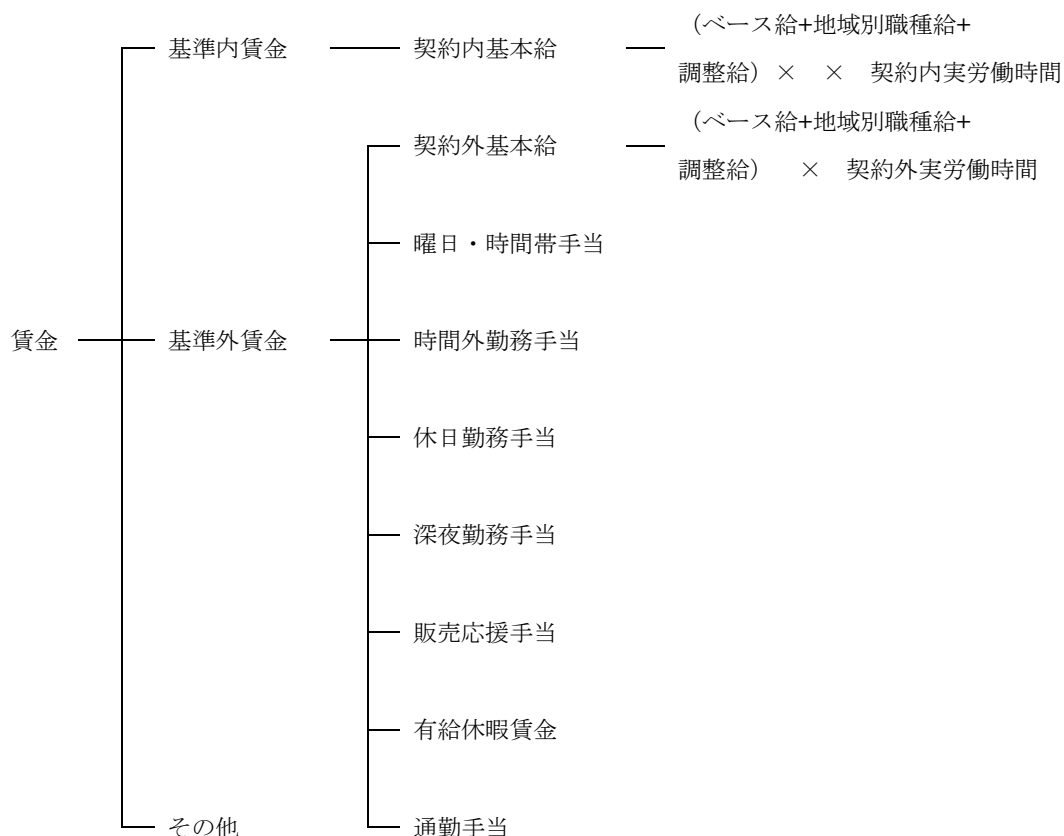 (ベース給+地域別職種給+
基準内賃金 契約内基本給
調整給)× × 契約内実労働時間
(ベース給+地域別職種給+
契約外基本給
調整給) × 契約外実労働時間
曜日・時間帯手当
賃金 基準外賃金 時間外勤務手当
休日勤務手当
深夜勤務手当
販売応援手当
有給休暇賃金
その他 通勤手当